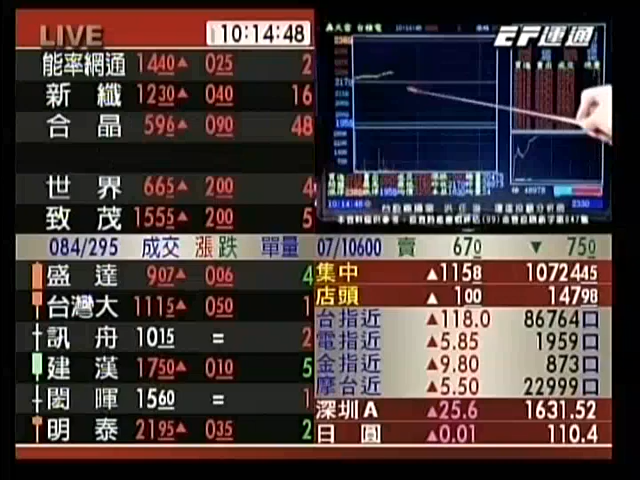 LIVE 10:14:48
能率網通 1440▲ 025 2
新纖 1230▲ 040 16
合晶 596▲ 090 48
世界 665▲ 200 4
致茂 1555▲ 200 5
ET運通
084/295 成交 漲跌 單量
盛達 907▲ 006 4
台灣大 1115▲ 050 1
訊舟 1015 = 2
建漢 1750▲ 010 5
閎暉 1560 = 1
明泰 2195▲ 035 2
07/10600 賣 670 ▼ 750
集中 ▲1158 1072445
店頭 ▲100 14798
台指近 ▲118.0 86764口
電指近 ▲5.85 1959口
金指近 ▲9.80 873口
摩台近 ▲5.50 22999口
深圳A ▲25.6 1631.52
日圓 ▲0.01 110.4